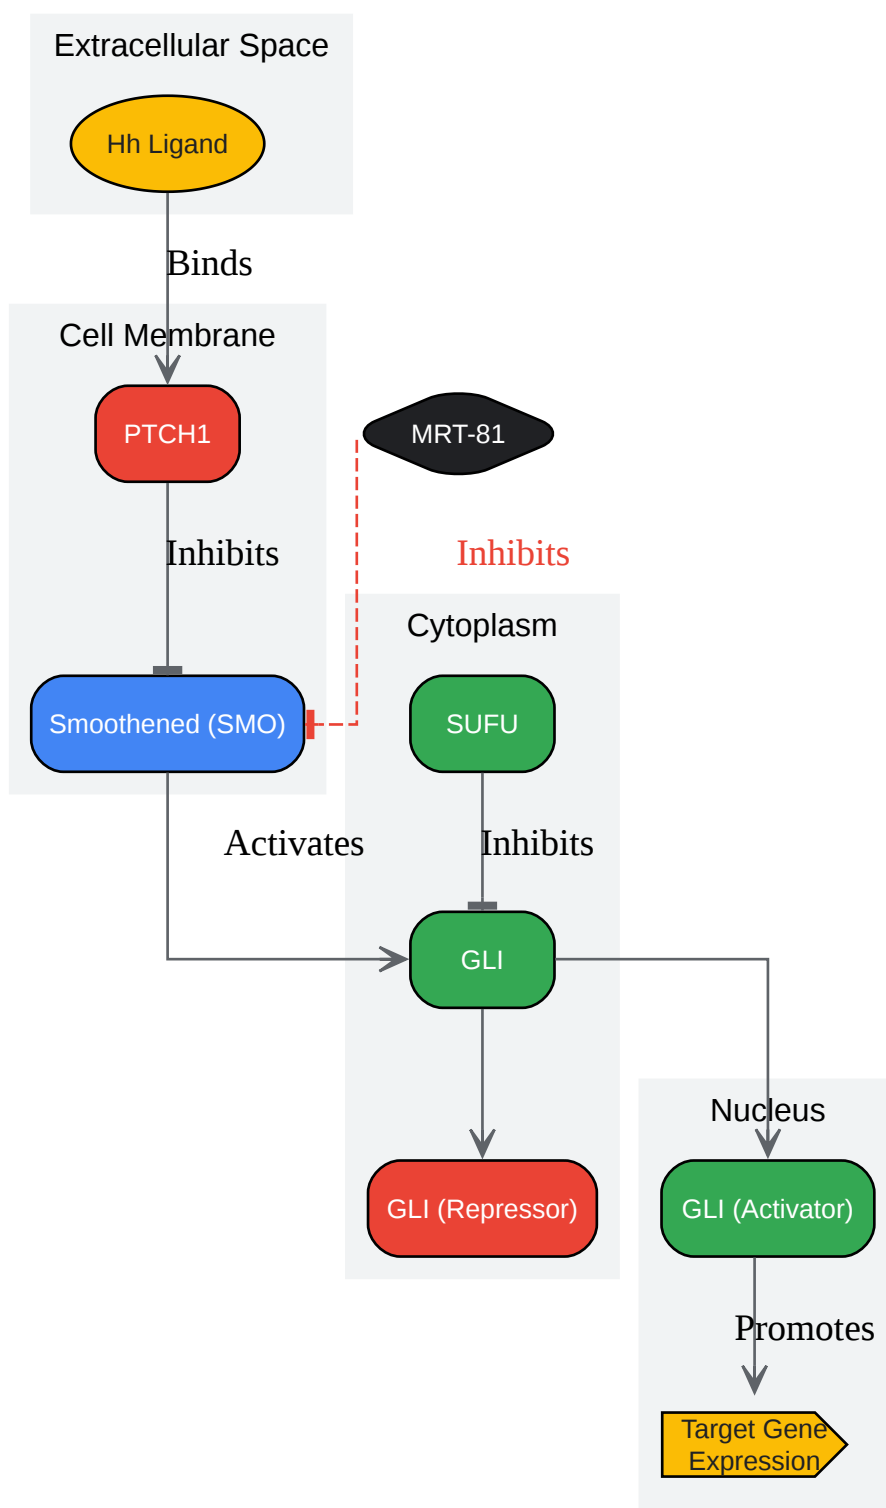 Extracellular Space
Hh Ligand
Binds
Cell Membrane
PTCH1
MRT-81
Inhibits
Inhibits
Cytoplasm
Smoothened (SMO)
SUFU
Activates
Inhibits
GLI
Nucleus
GLI (Repressor)
GLI (Activator)
Promotes
Target Gene
Expression